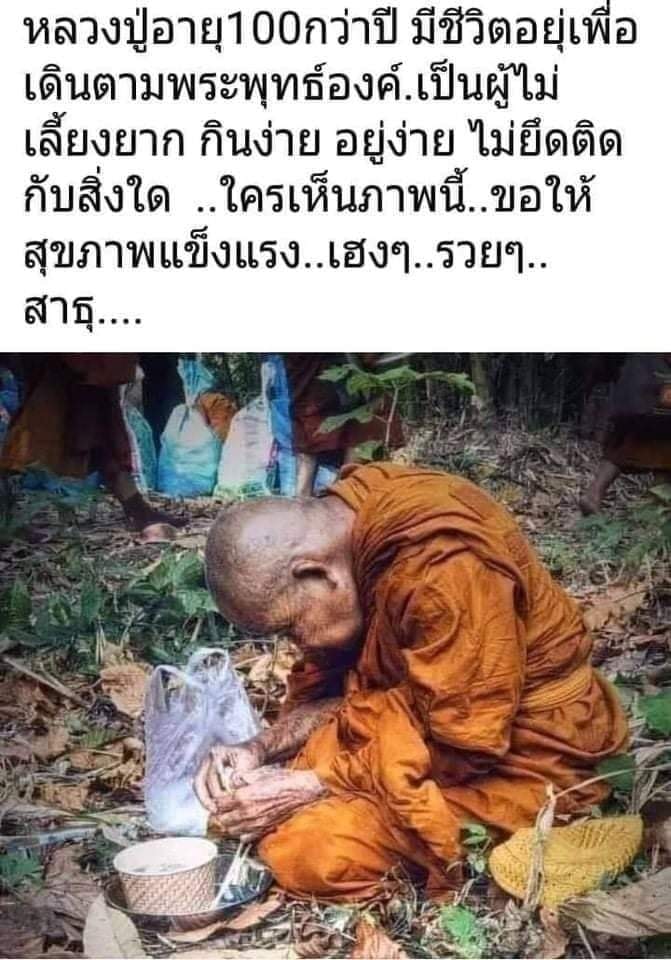 หลวงปู่อายุ100กว่าปี มีชีวิตอยู่เพื่อ
เดินตามพระพุทธ์องค์.เป็นผู้ไม่
เลี้ยงยาก กินง่าย อยู่ง่าย ไม่ยึดติด
กับสิ่งใด ..ใครเห็นภาพนี้..ขอให้
สุขภาพแข็งแรง..เฮงๆ..รวยๆ..
สาธุ....